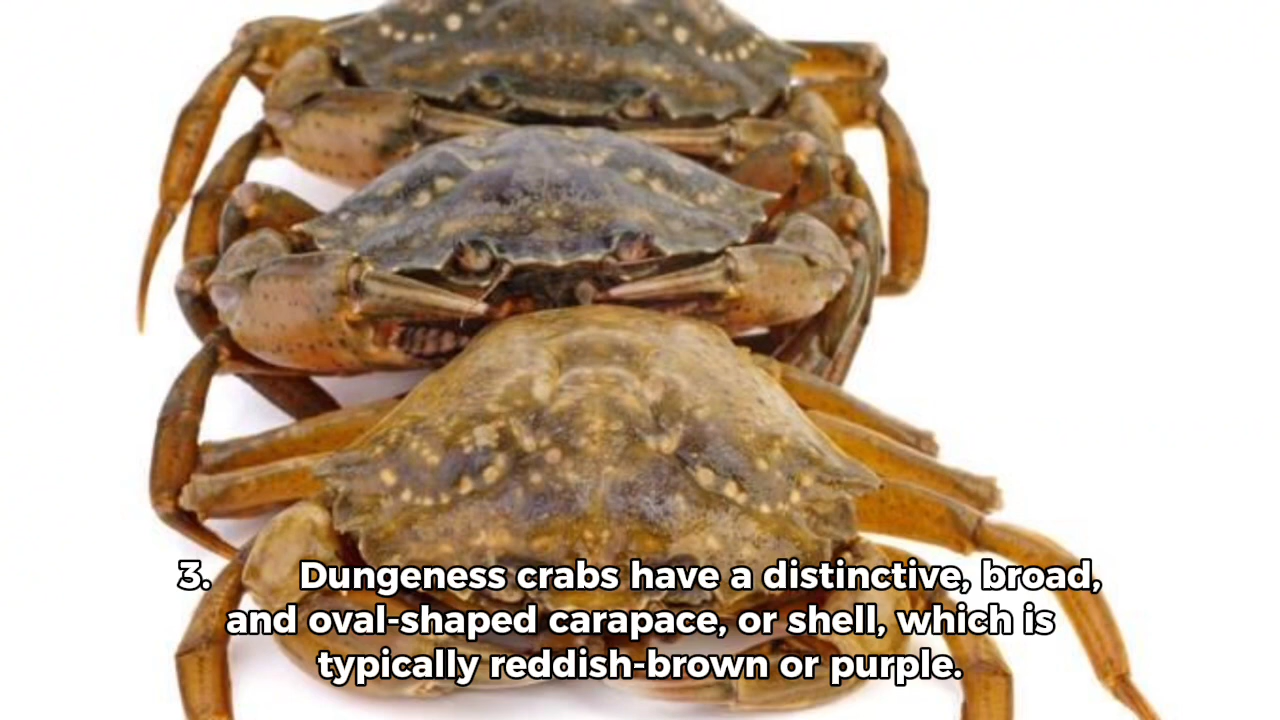 3. Dungeness crabs have a distinctive, broad,
and oval-shaped carapace, or shell, which is
typically reddish-brown or purple.